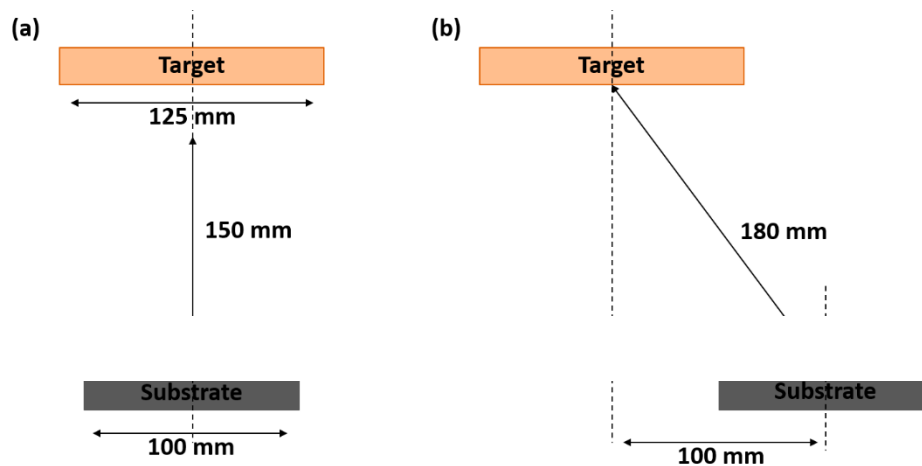 (a)
Target
125 mm
150 mm
Substrate
100 mm
(b)
Target
180 mm
Substrate
100 mm